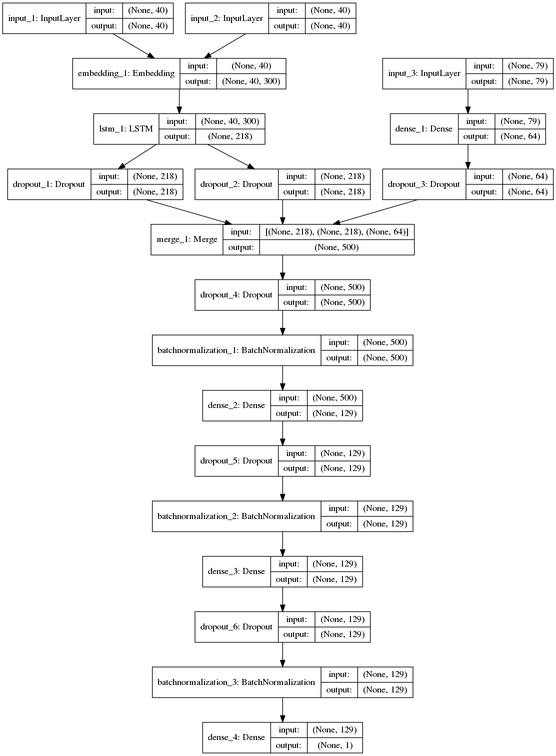 input_1: InputLayer input: (None, 40) output: (None, 40)
input_2: InputLayer input: (None, 40) output: (None, 40)
embedding_1: Embedding input: (None, 40) output: (None, 40, 300)
input_3: InputLayer input: (None, 79) output: (None, 79)
lstm_1: LSTM input: (None, 40, 300) output: (None, 218)
dense_1: Dense input: (None, 79) output: (None, 64)
dropout_1: Dropout input: (None, 218) output: (None, 218)
dropout_2: Dropout input: (None, 218) output: (None, 218)
dropout_3: Dropout input: (None, 64) output: (None, 64)
merge_1: Merge input: [(None, 218), (None, 218), (None, 64)] output: (None, 500)
dropout_4: Dropout input: (None, 500) output: (None, 500)
batchnormalization_1: BatchNormalization input: (None, 500) output: (None, 500)
dense_2: Dense input: (None, 500) output: (None, 129)
dropout_5: Dropout input: (None, 129) output: (None, 129)
batchnormalization_2: BatchNormalization input: (None, 129) output: (None, 129)
dense_3: Dense input: (None, 129) output: (None, 129)
dropout_6: Dropout input: (None, 129) output: (None, 129)
batchnormalization_3: BatchNormalization input: (None, 129) output: (None, 129)
dense_4: Dense input: (None, 129) output: (None, 1)